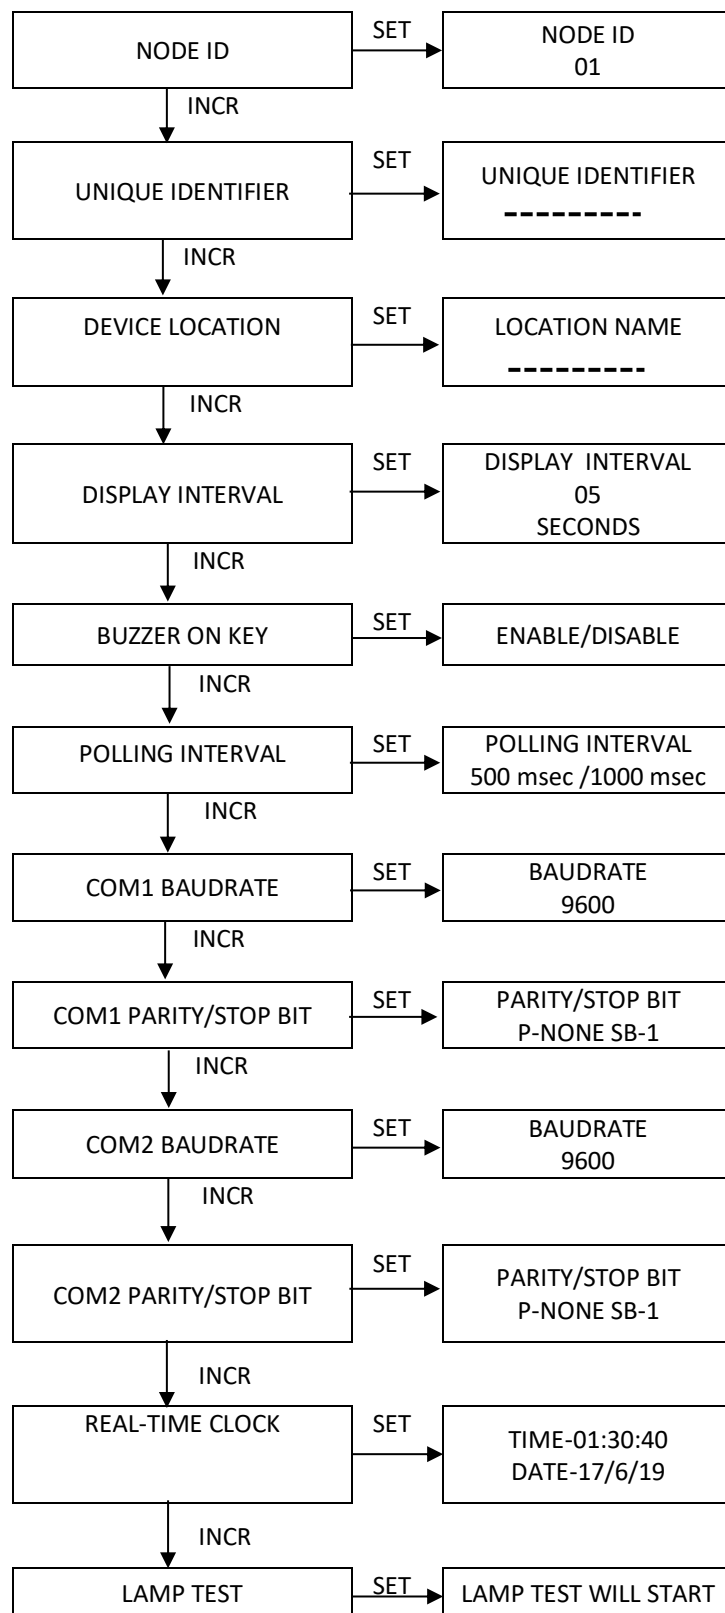 NODE ID
SET
NODE ID
01
INCR
UNIQUE IDENTIFIER
SET
UNIQUE IDENTIFIER
---------
INCR
DEVICE LOCATION
SET
LOCATION NAME
---------
INCR
DISPLAY INTERVAL
SET
DISPLAY INTERVAL
05
SECONDS
INCR
BUZZER ON KEY
SET
ENABLE/DISABLE
INCR
POLLING INTERVAL
SET
POLLING INTERVAL
500 msec /1000 msec
INCR
COM1 BAUDRATE
SET
BAUDRATE
9600
INCR
COM1 PARITY/STOP BIT
SET
PARITY/STOP BIT
P-NONE SB-1
INCR
COM2 BAUDRATE
SET
BAUDRATE
9600
INCR
COM2 PARITY/STOP BIT
SET
PARITY/STOP BIT
P-NONE SB-1
INCR
REAL-TIME CLOCK
SET
TIME-01:30:40
DATE-17/6/19
INCR
LAMP TEST
SET
LAMP TEST WILL START